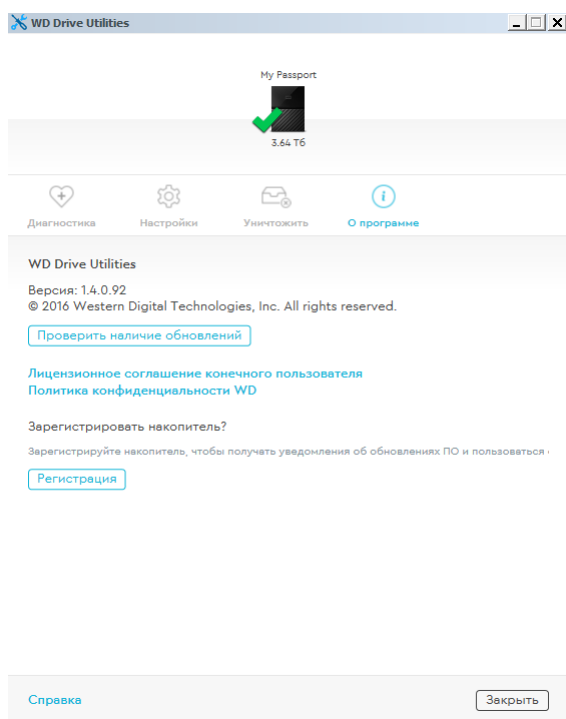 WD Drive Utilities
My Passport
3.64 Тб
Диагностика Настройки Уничтожить О программе
WD Drive Utilities
Версия: 1.4.0.92
© 2016 Western Digital Technologies, Inc. All rights reserved.
Проверить наличие обновлений
Лицензионное соглашение конечного пользователя
Политика конфиденциальности WD
Зарегистрировать накопитель?
Зарегистрируйте накопитель, чтобы получать уведомления об обновлениях ПО и пользоваться
Регистрация
Справка Закрыть